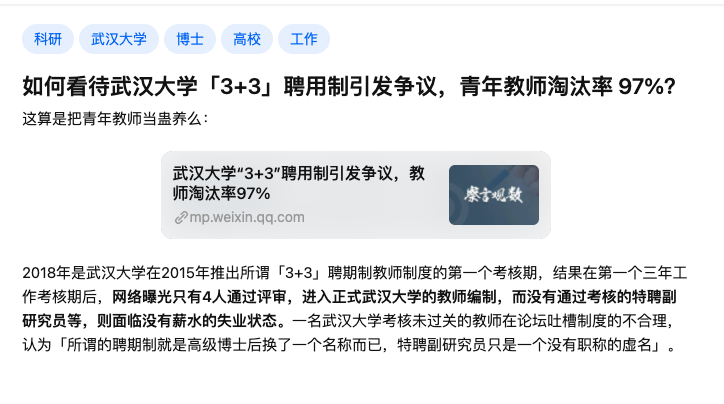 科研 武汉大学 博士 高校 工作
如何看待武汉大学「3+3」聘用制引发争议，青年教师淘汰率 97%?
这算是把青年教师当蛊养么：
武汉大学“3+3”聘用制引发争议，教
师淘汰率97%
mp.weixin.qq.com
察言观数
2018年是武汉大学在2015年推出所谓「3+3」聘期制教师制度的第一个考核期，结果在第一个三年工
作考核期后，网络曝光只有4人通过评审，进入正式武汉大学的教师编制，而没有通过考核的特聘副
研究员等，则面临没有薪水的失业状态。一名武汉大学考核未过关的教师在论坛吐槽制度的不合理，
认为「所谓的聘期制就是高级博士后换了一个名称而已，特聘副研究员只是一个没有职称的虚名」。